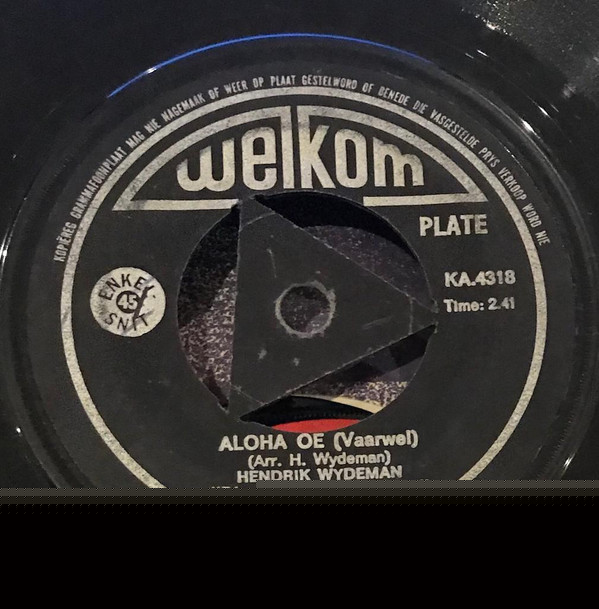 KOPIËREG GRAMMAFOONPLAAT MAG NIE NAGEMAAK OF WEER OP PLAAT GESTELWORD OF BENEDE DIE VASGESTELDE PRYS VERKOOP WORD NIE
welkom
PLATE
KA.4318
Time: 2.41
ENKEL
45
SNIT
ALOHA OE (Vaarwel)
(Arr. H. Wydeman)
HENDRIK WYDEMAN